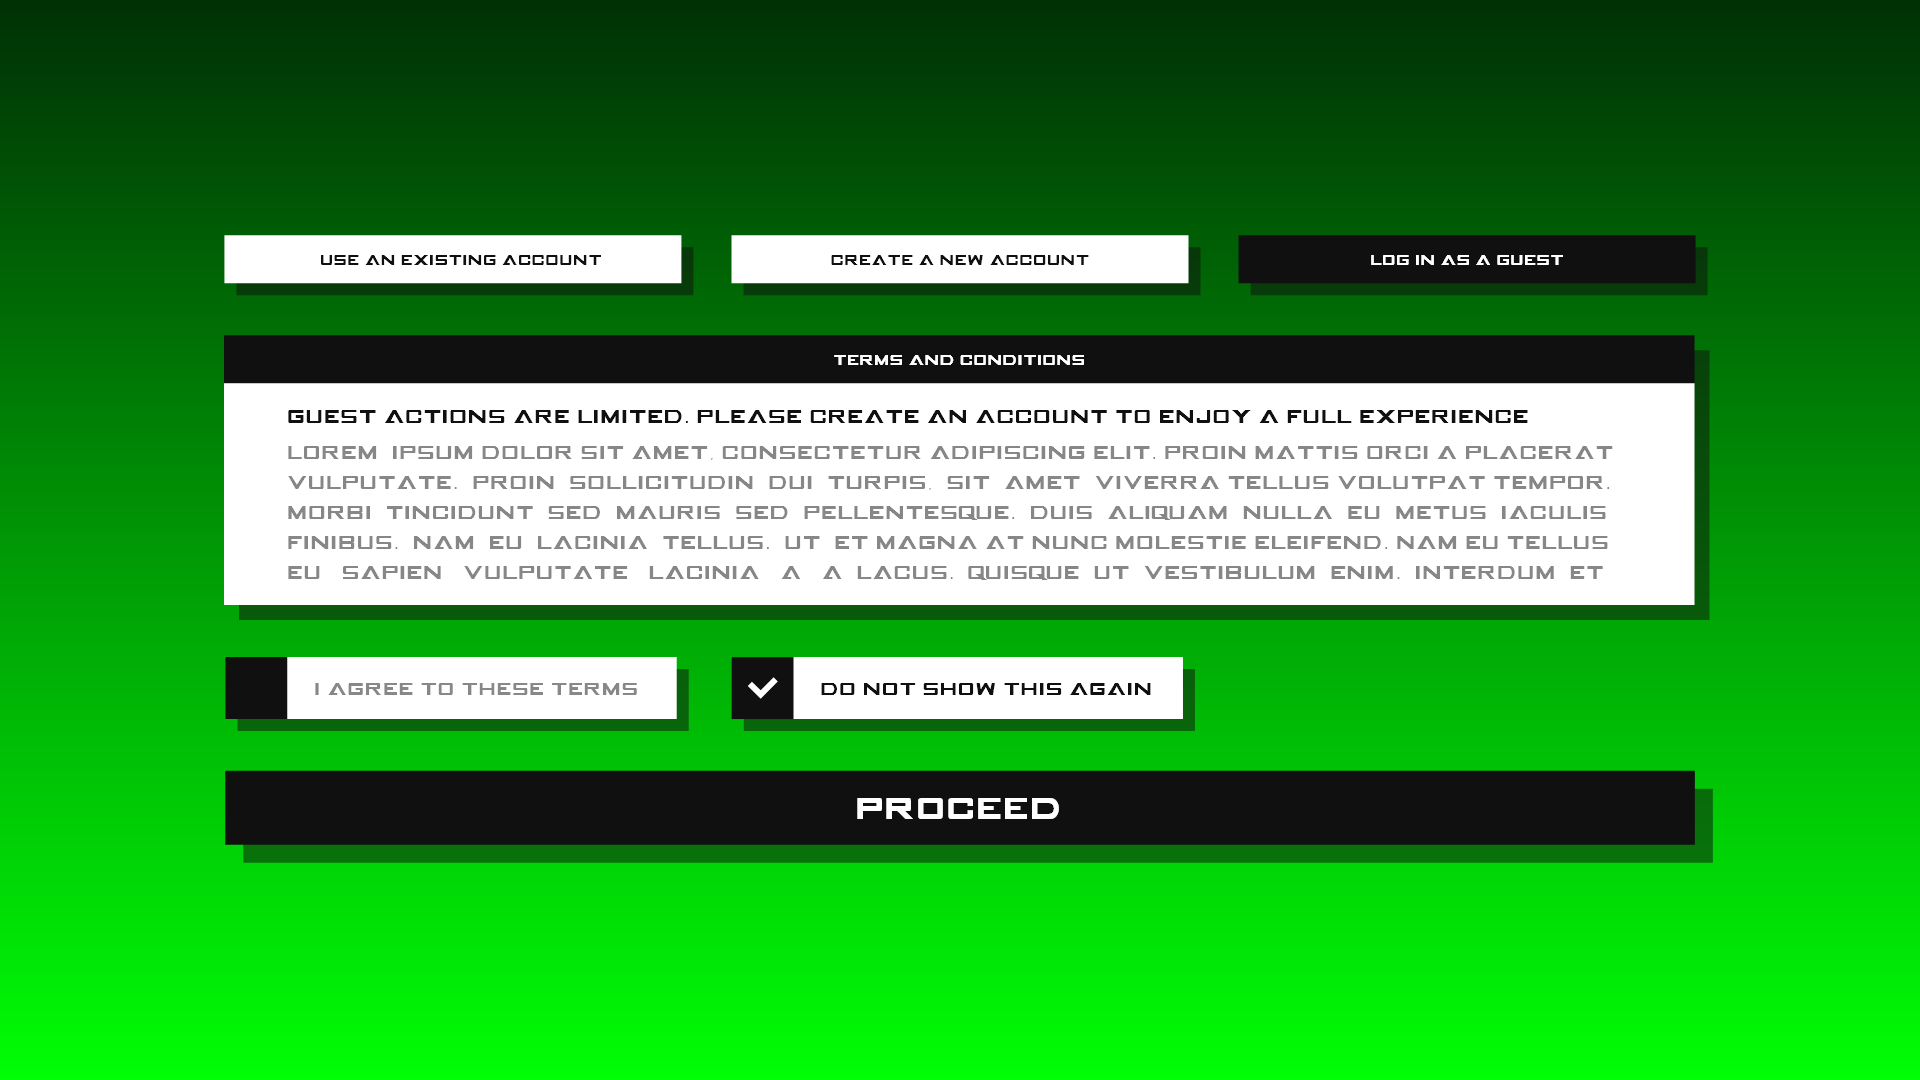 USE AN EXISTING ACCOUNT
CREATE A NEW ACCOUNT
LOG IN AS A GUEST
TERMS AND CONDITIONS
GUEST ACTIONS ARE LIMITED. PLEASE CREATE AN ACCOUNT TO ENJOY A FULL EXPERIENCE
LOREM IPSUM DOLOR SIT AMET, CONSECTETUR ADIPISCING ELIT. PROIN MATTIS ORCI A PLACERAT
VULPUTATE. PROIN SOLLICITUDIN DUI TURPIS, SIT AMET VIVERRA TELLUS VOLUTPAT TEMPOR.
MORBI TINCIDUNT SED MAURIS SED PELLENTESQUE. DUIS ALIQUAM NULLA EU METUS IACULIS
FINIBUS. NAM EU LACINIA TELLUS. UT ET MAGNA AT NUNC MOLESTIE ELEIFEND. NAM EU TELLUS
EU SAPIEN VULPUTATE LACINIA A A LACUS. QUISQUE UT VESTIBULUM ENIM. INTERDUM ET
I AGREE TO THESE TERMS
DO NOT SHOW THIS AGAIN
PROCEED